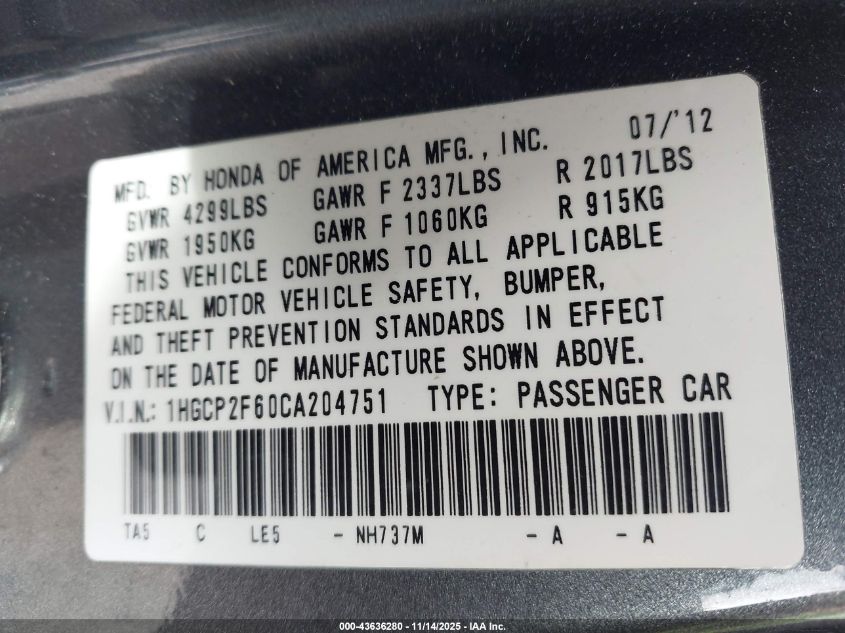 MFD. BY HONDA OF AMERICA MFG., INC. 07/'12
GVWR 4299LBS GAWR F 2337LBS R 2017LBS
GVWR 1950KG GAWR F 1060KG R 915KG
THIS VEHICLE CONFORMS TO ALL APPLICABLE
FEDERAL MOTOR VEHICLE SAFETY, BUMPER,
AND THEFT PREVENTION STANDARDS IN EFFECT
ON THE DATE OF MANUFACTURE SHOWN ABOVE.
V.I.N.: 1HGCP2F60CA204751 TYPE: PASSENGER CAR
TA5 C LE5 - NH737M - A - A
000-43636280 - 11/14/2025 - IAA Inc.